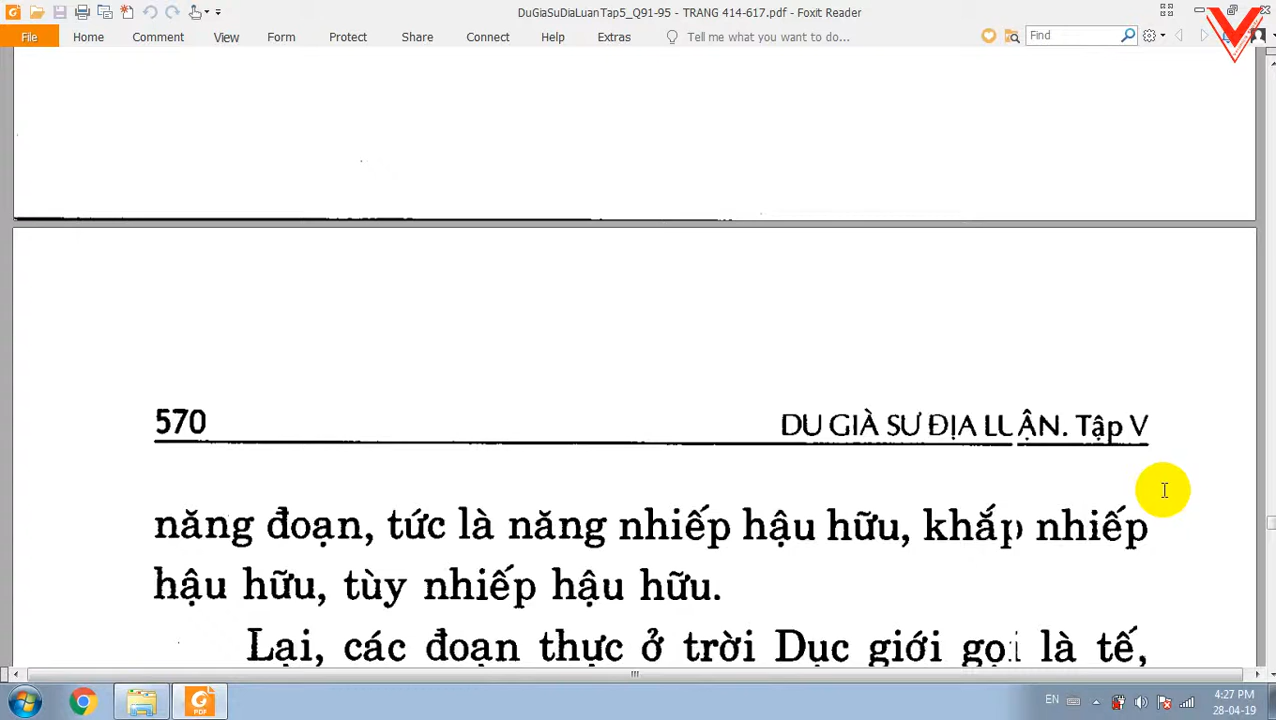 DuGiaSuDiaLuanTap5_Q91-95 - TRANG 414-617.pdf - Foxit Reader
File Home Comment View Form Protect Share Connect Help Extras Tell me what you want to do... Find
570 DU GIÀ SƯ ĐỊA LUẬN. Tập V
năng đoạn, tức là năng nhiếp hậu hữu, khắp nhiếp
hậu hữu, tùy nhiếp hậu hữu.
Lại, các đoạn thực ở trời Dục giới gọi là tế,
EN 4:27 PM
28-04-19